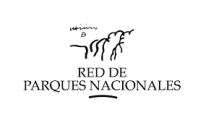 RED DE
PARQUES NACIONALES